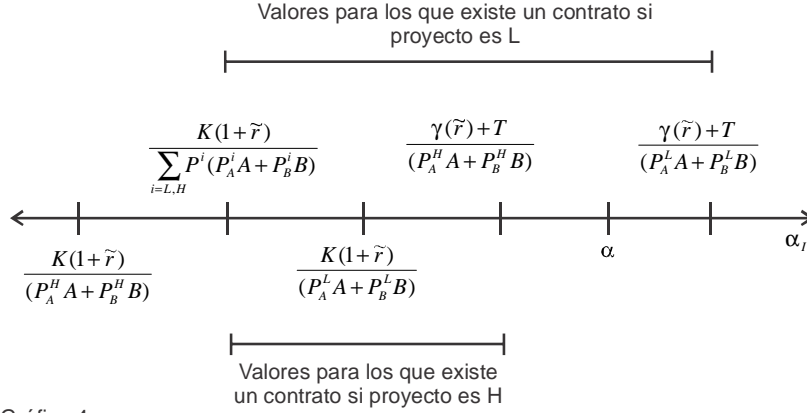 Valores para los que existe un contrato si
proyecto es L
K(1+r̃) / ∑_{i=L,H} P^i(P_A^i A+P_B^i B)
γ(r̃)+T / (P_A^H A+P_B^H B)
γ(r̃)+T / (P_A^L A+P_B^L B)
K(1+r̃) / (P_A^H A+P_B^H B)
K(1+r̃) / (P_A^L A+P_B^L B)
α
α_I
Valores para los que existe
un contrato si proyecto es H